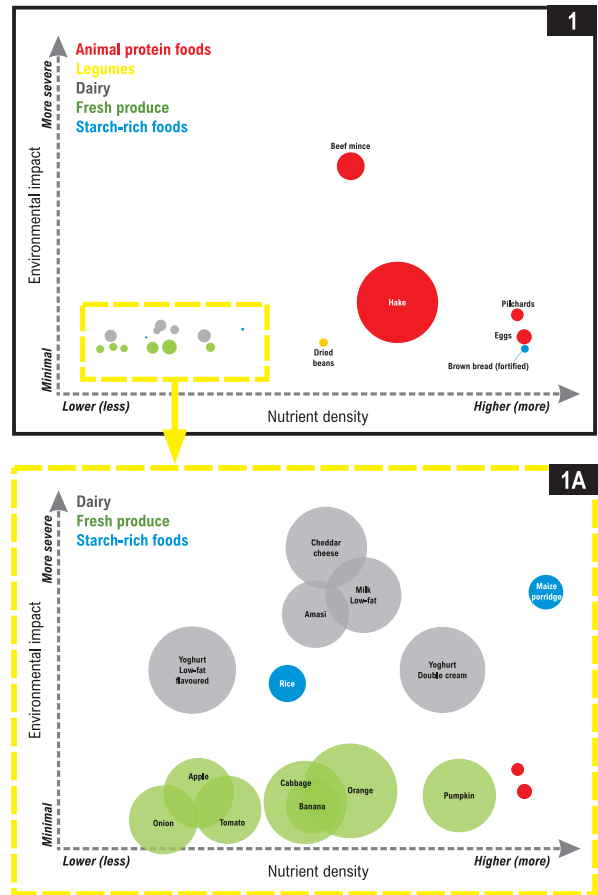 1
Animal protein foods
Legumes
Dairy
Fresh produce
Starch-rich foods
More severe
Environmental impact
Minimal
Beef mince
Hake
Pilchards
Eggs
Dried
beans
Brown bread (fortified)
Lower (less)
Nutrient density
Higher (more)
1A
Dairy
Fresh produce
Starch-rich foods
More severe
Environmental impact
Minimal
Cheddar
cheese
Milk
Low-fat
Amasi
Maize
porridge
Yoghurt
Low-fat
flavoured
Rice
Yoghurt
Double cream
Apple
Cabbage
Orange
Banana
Pumpkin
Onion
Tomato
Lower (less)
Nutrient density
Higher (more)